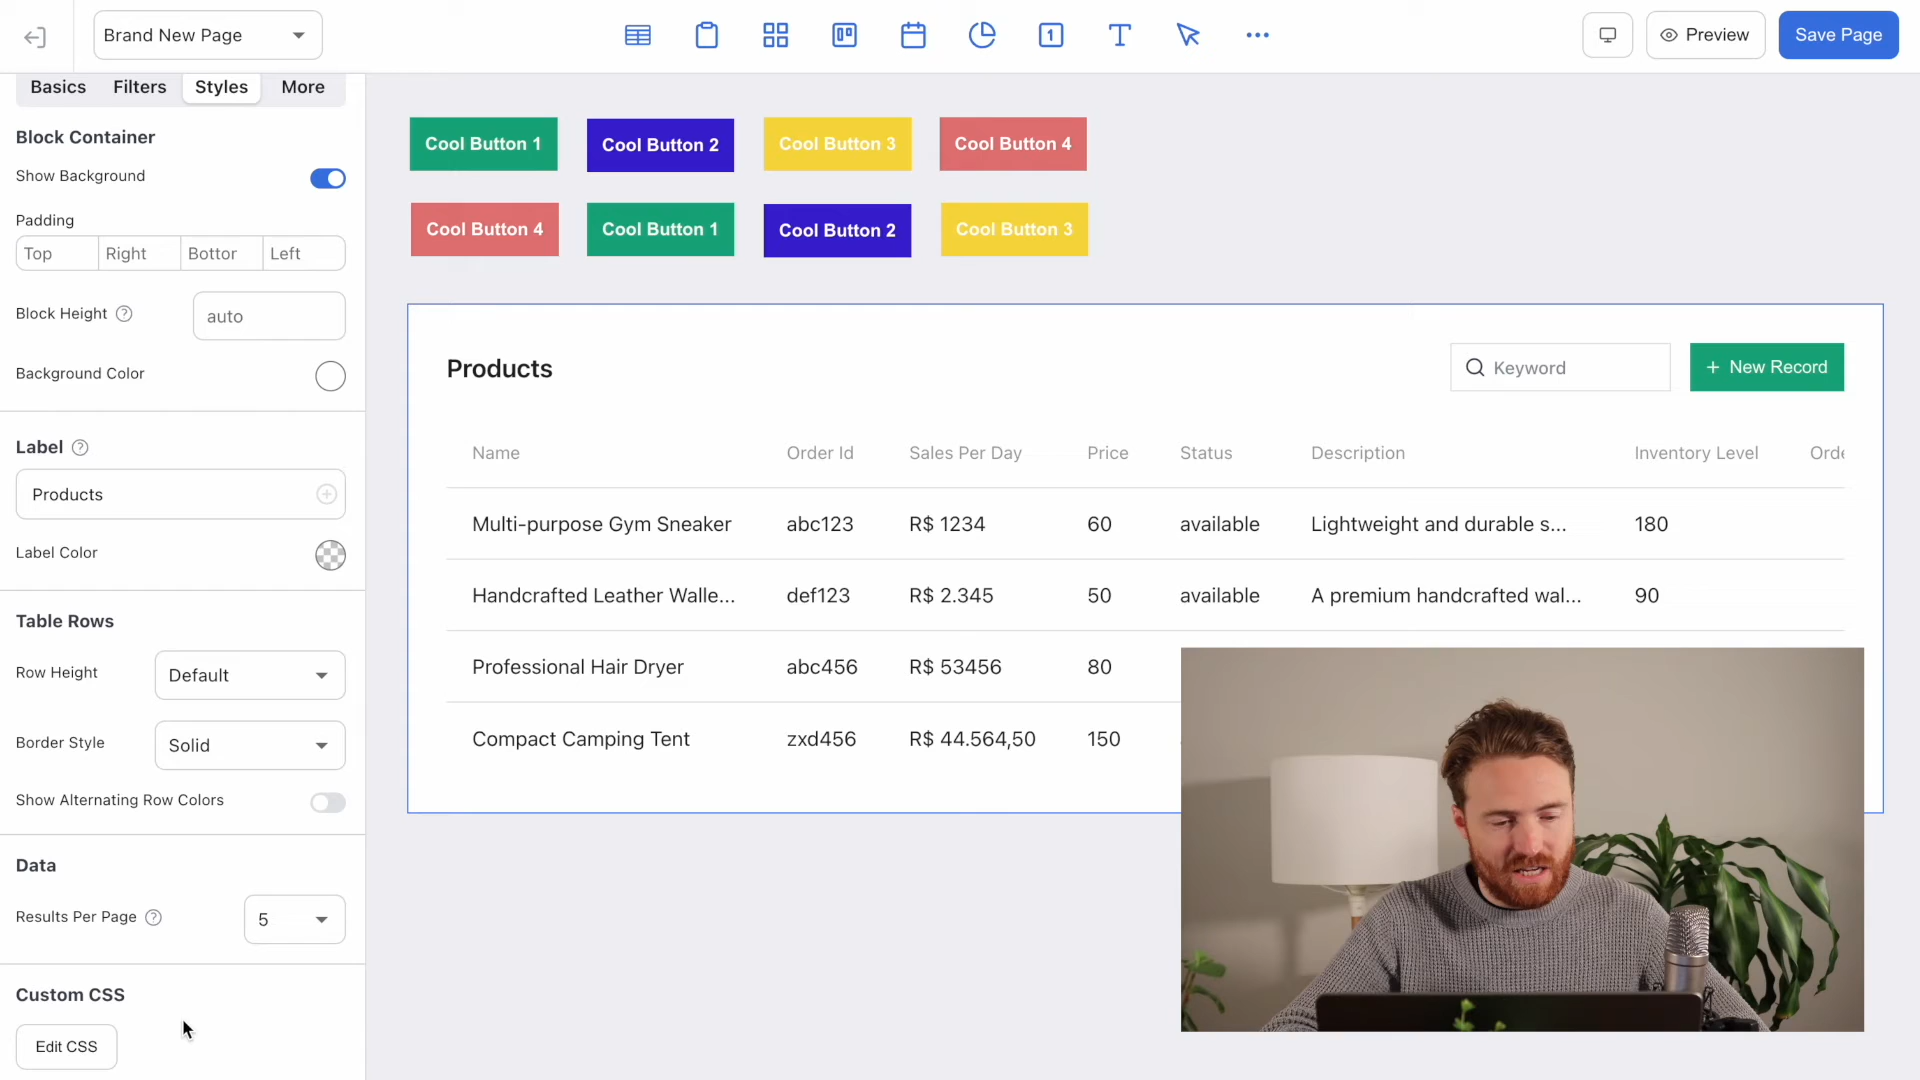 Brand New Page
1
Preview
Save Page
Basics Filters Styles More
Block Container
Show Background
Padding
Top Right Bottor Left
Block Height ?
auto
Background Color
Label ?
Products
Label Color
Table Rows
Row Height
Default
Border Style
Solid
Show Alternating Row Colors
Data
Results Per Page ?
5
Custom CSS
Edit CSS
Cool Button 1 Cool Button 2 Cool Button 3 Cool Button 4
Cool Button 4 Cool Button 1 Cool Button 2 Cool Button 3
Products
Keyword
+ New Record
Name Order Id Sales Per Day Price Status Description Inventory Level Orde
Multi-purpose Gym Sneaker abc123 R$ 1234 60 available Lightweight and durable s... 180
Handcrafted Leather Walle... def123 R$ 2.345 50 available A premium handcrafted wal... 90
Professional Hair Dryer abc456 R$ 53456 80
Compact Camping Tent zxd456 R$ 44.564,50 150